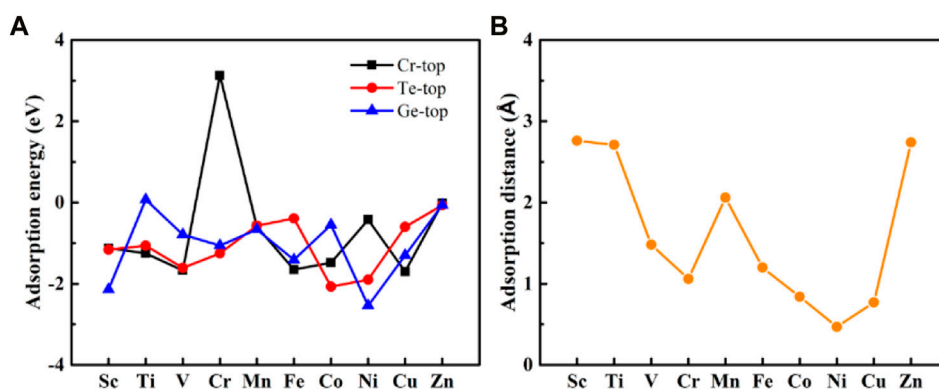 A
Adsorption energy (eV)
4
2
0
-2
-4
Cr-top
Te-top
Ge-top
Sc Ti V Cr Mn Fe Co Ni Cu Zn
B
Adsorption distance (Å)
4
3
2
1
0
Sc Ti V Cr Mn Fe Co Ni Cu Zn